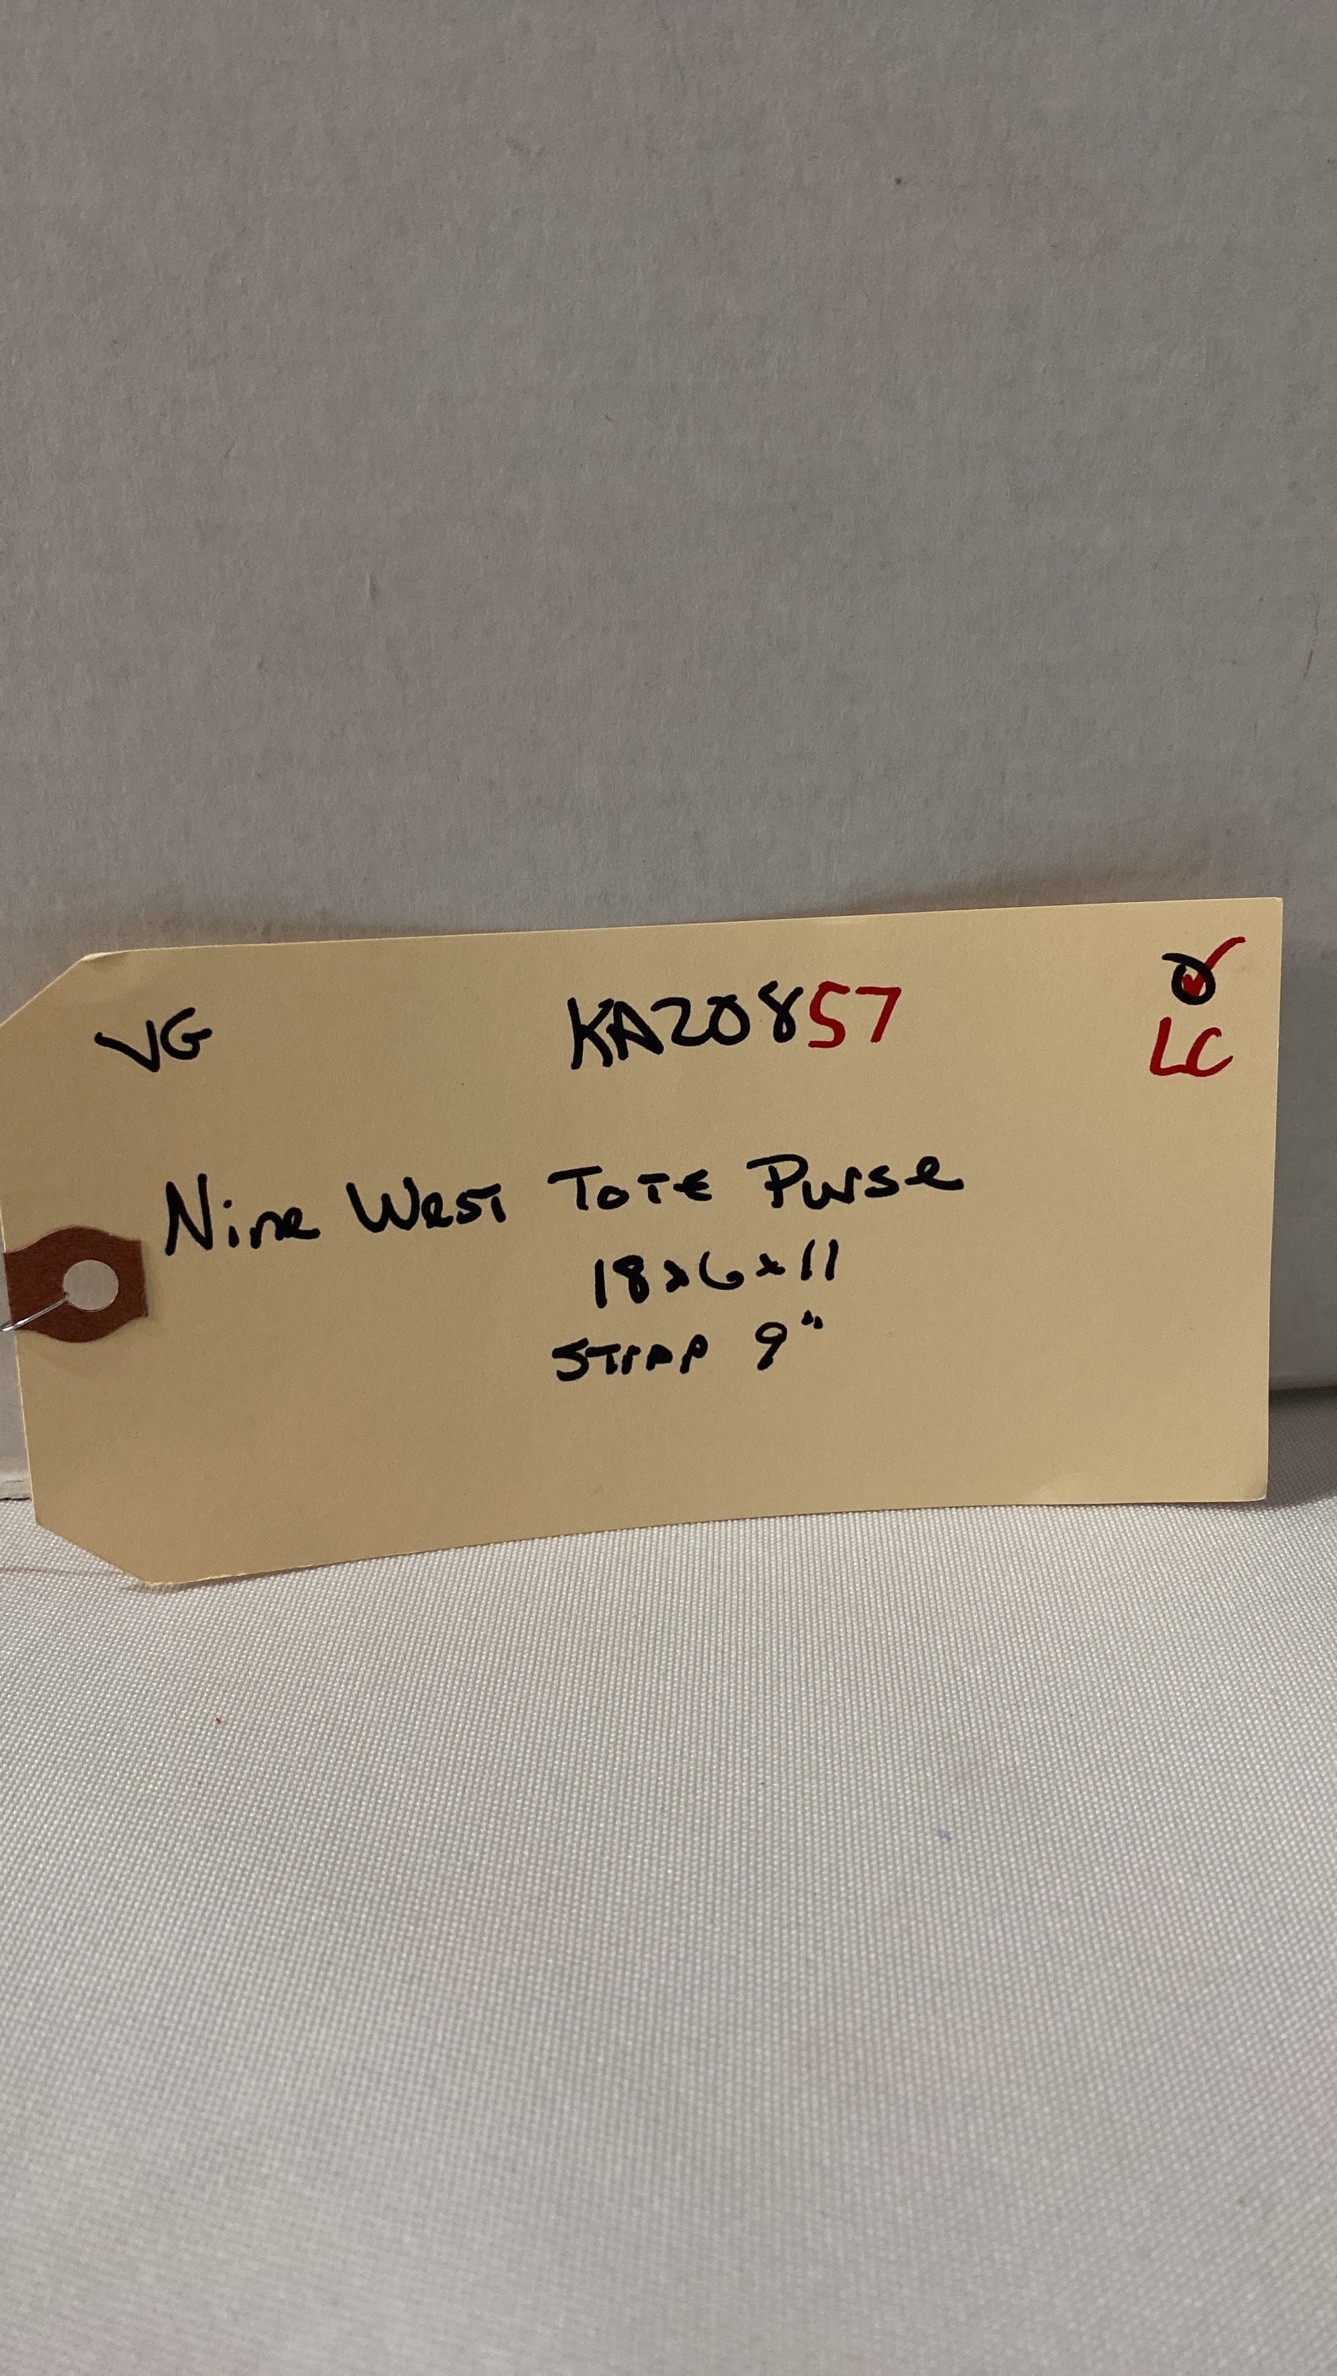 VG KA20857
LC
Nine West Tote Purse
18x6x11
Strap 9"